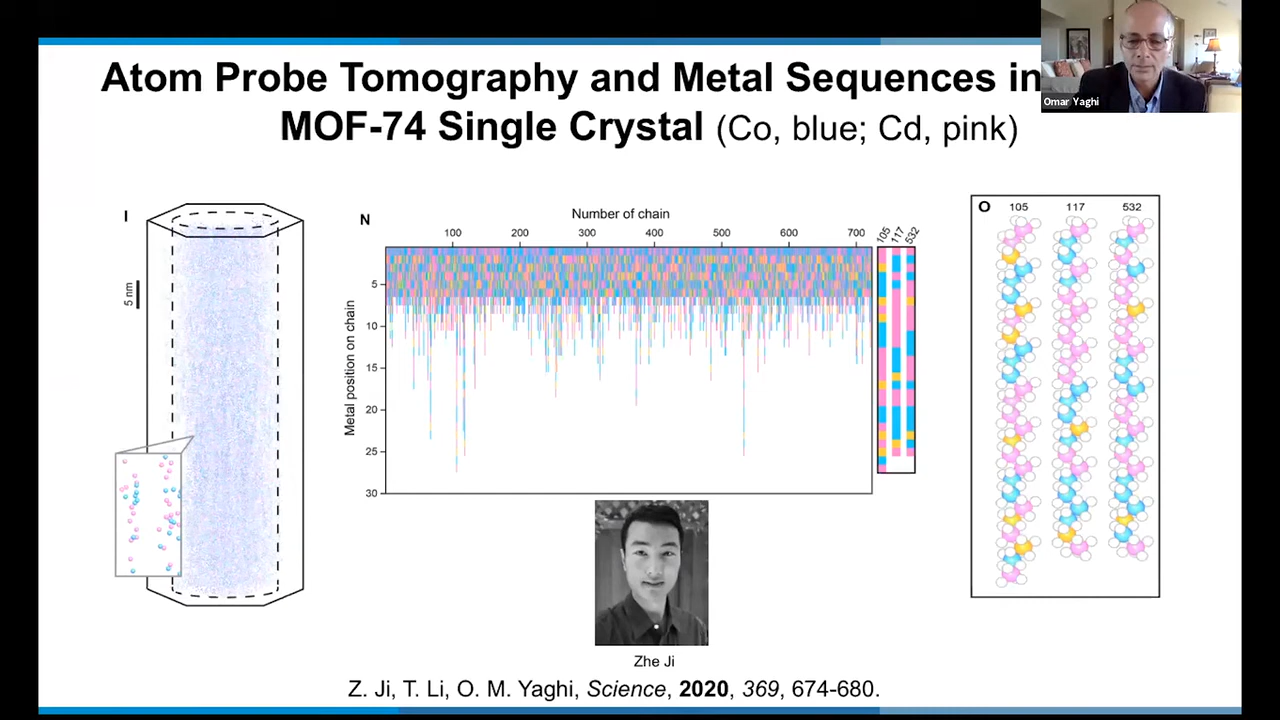 Atom Probe Tomography and Metal Sequences in
MOF-74 Single Crystal (Co, blue; Cd, pink)
Omar Yaghi
I
5 nm
N
Number of chain
100 200 300 400 500 600 700
105 117 532
Metal position on chain
5
10
15
20
25
30
O
105 117 532
Zhe Ji
Z. Ji, T. Li, O. M. Yaghi, Science, 2020, 369, 674-680.